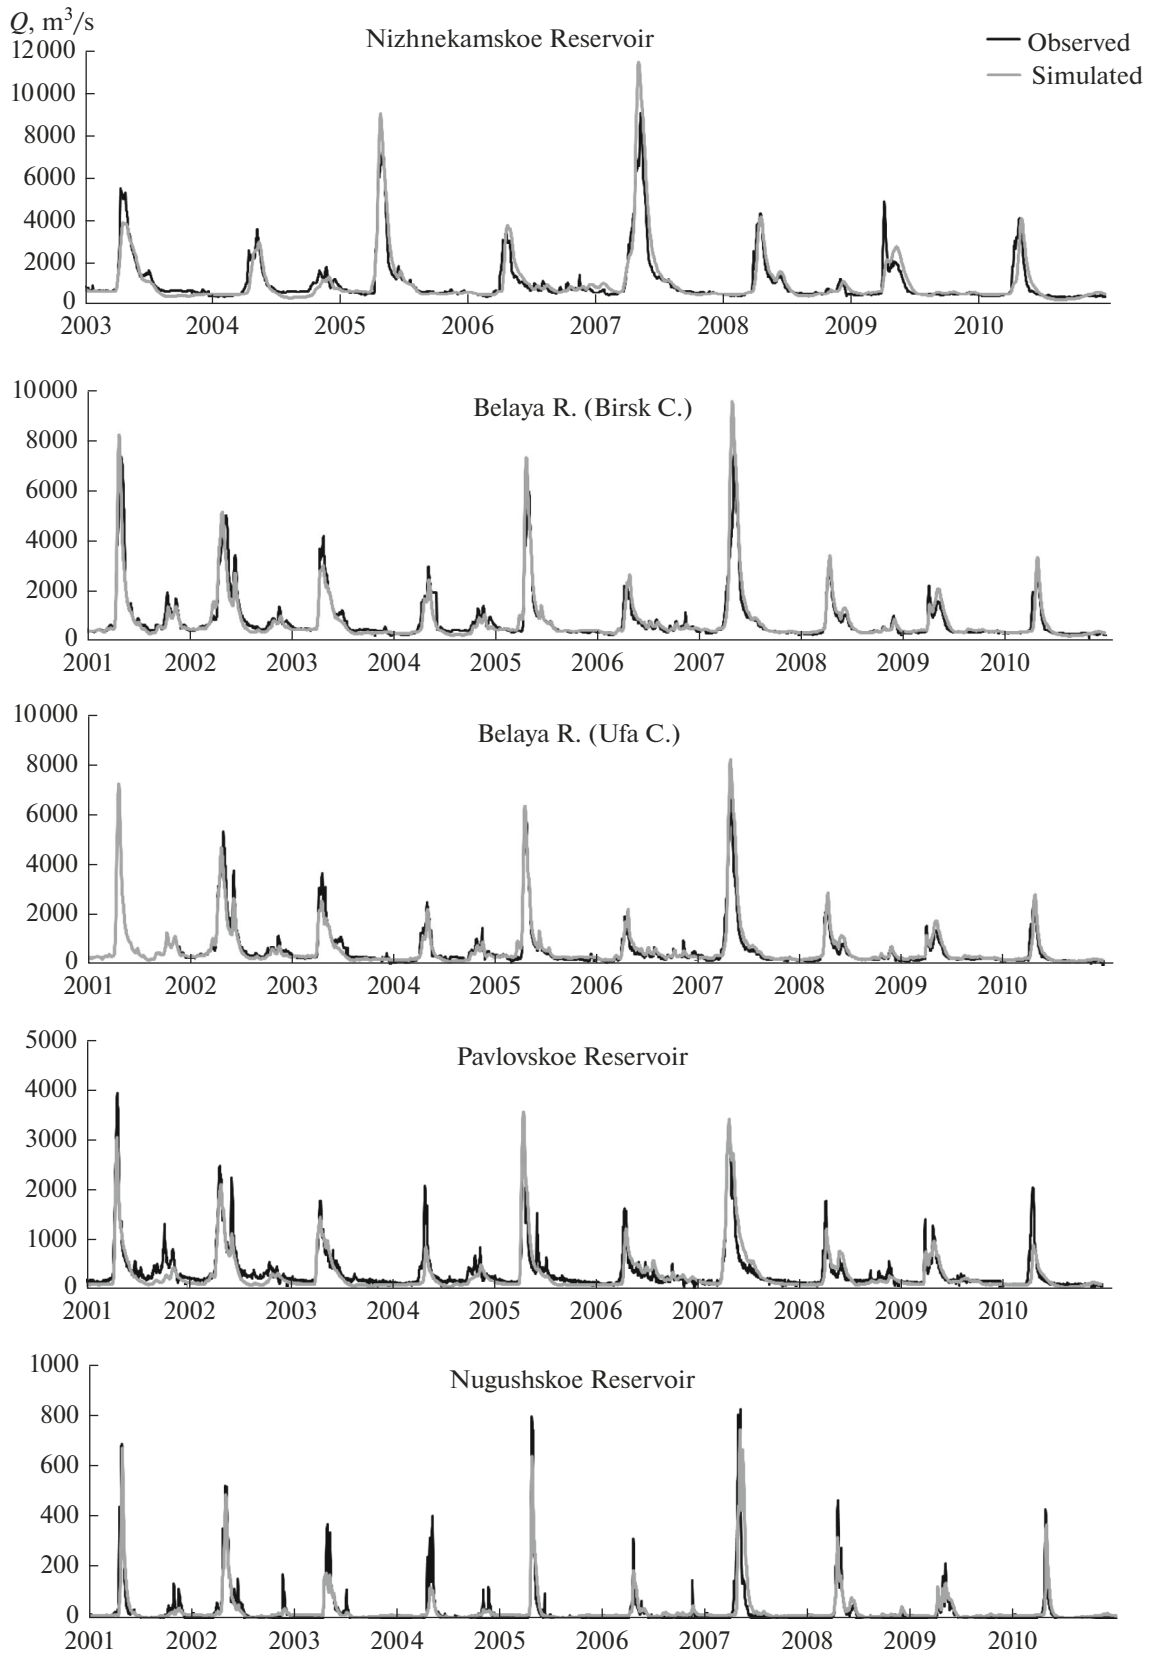 Q, m³/s
Nizhnekamskoe Reservoir
Observed
Simulated
12000
10000
8000
6000
4000
2000
0
2003 2004 2005 2006 2007 2008 2009 2010
Belaya R. (Birsk C.)
10000
8000
6000
4000
2000
0
2001 2002 2003 2004 2005 2006 2007 2008 2009 2010
Belaya R. (Ufa C.)
10000
8000
6000
4000
2000
0
2001 2002 2003 2004 2005 2006 2007 2008 2009 2010
Pavlovskoe Reservoir
5000
4000
3000
2000
1000
0
2001 2002 2003 2004 2005 2006 2007 2008 2009 2010
Nugushskoe Reservoir
1000
800
600
400
200
0
2001 2002 2003 2004 2005 2006 2007 2008 2009 2010